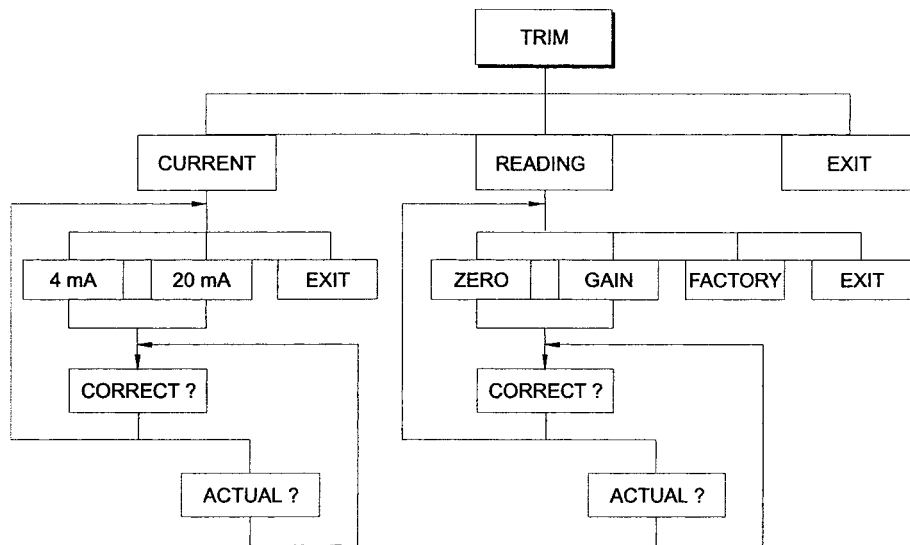 TRIM
CURRENT
READING
EXIT
4 mA
20 mA
EXIT
ZERO
GAIN
FACTORY
EXIT
CORRECT ?
CORRECT ?
ACTUAL ?
ACTUAL ?